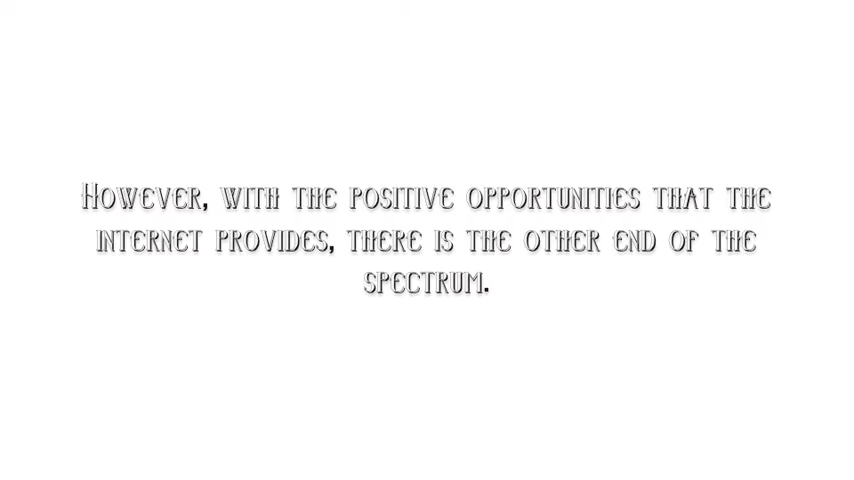 However, with the positive opportunities that the
internet provides, there is the other end of the
spectrum.